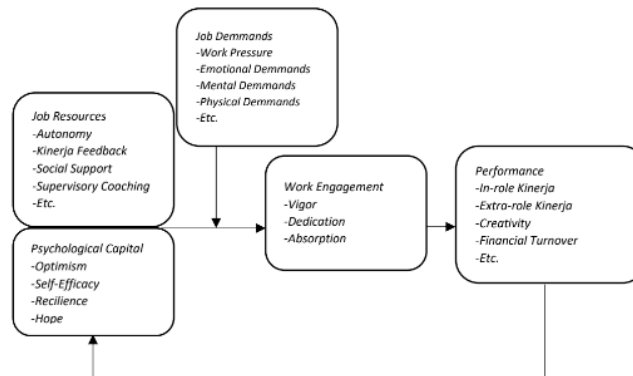 Job Demmands
-Work Pressure
-Emotional Demmands
-Mental Demmands
-Physical Demmands
-Etc.
Job Resources
-Autonomy
-Kinerja Feedback
-Social Support
-Supervisory Coaching
-Etc.
Work Engagement
-Vigor
-Dedication
-Absorption
Performance
-In-role Kinerja
-Extra-role Kinerja
-Creativity
-Financial Turnover
-Etc.
Psychological Capital
-Optimism
-Self-Efficacy
-Recilience
-Hope